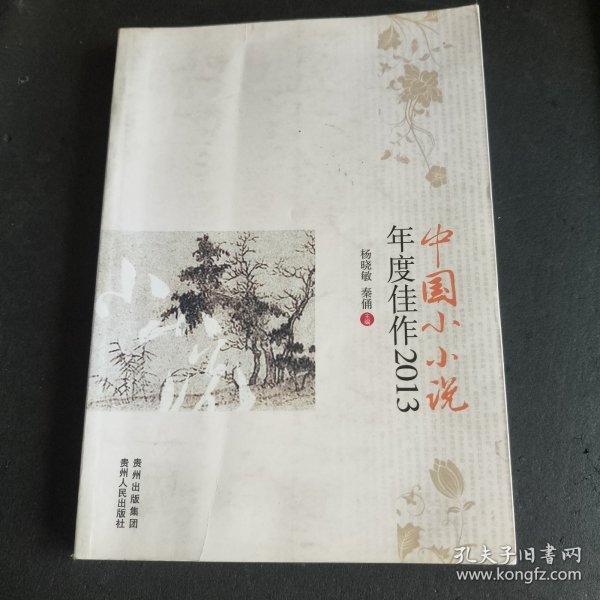 中国小小说
年度佳作2013
杨晓敏 秦俑 主编
小小说
贵州出版集团
贵州人民出版社
孔夫子旧书网
www.kongfz.com